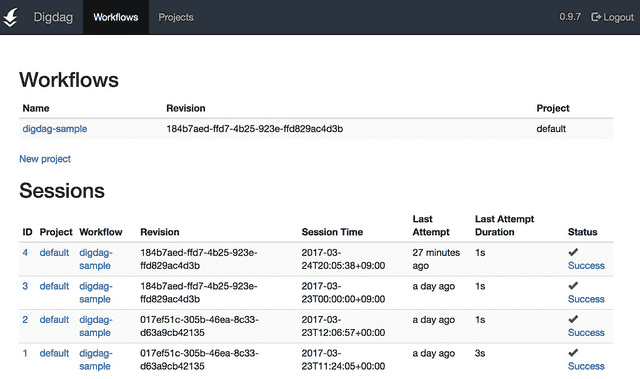 Digdag Workflows Projects 0.9.7 Logout
Workflows
Name Revision Project
digdag-sample 184b7aed-ffd7-4b25-923e-ffd829ac4d3b default
New project
Sessions
ID Project Workflow Revision Session Time Last Attempt Last Attempt Duration Status
4 default digdag-sample 184b7aed-ffd7-4b25-923e-ffd829ac4d3b 2017-03-24T20:05:38+09:00 27 minutes ago 1s Success
3 default digdag-sample 184b7aed-ffd7-4b25-923e-ffd829ac4d3b 2017-03-23T00:00:00+09:00 a day ago 1s Success
2 default digdag-sample 017ef51c-305b-46ea-8c33-d63a9cb42135 2017-03-23T12:06:57+00:00 a day ago 1s Success
1 default digdag-sample 017ef51c-305b-46ea-8c33-d63a9cb42135 2017-03-23T11:24:05+00:00 a day ago 3s Success